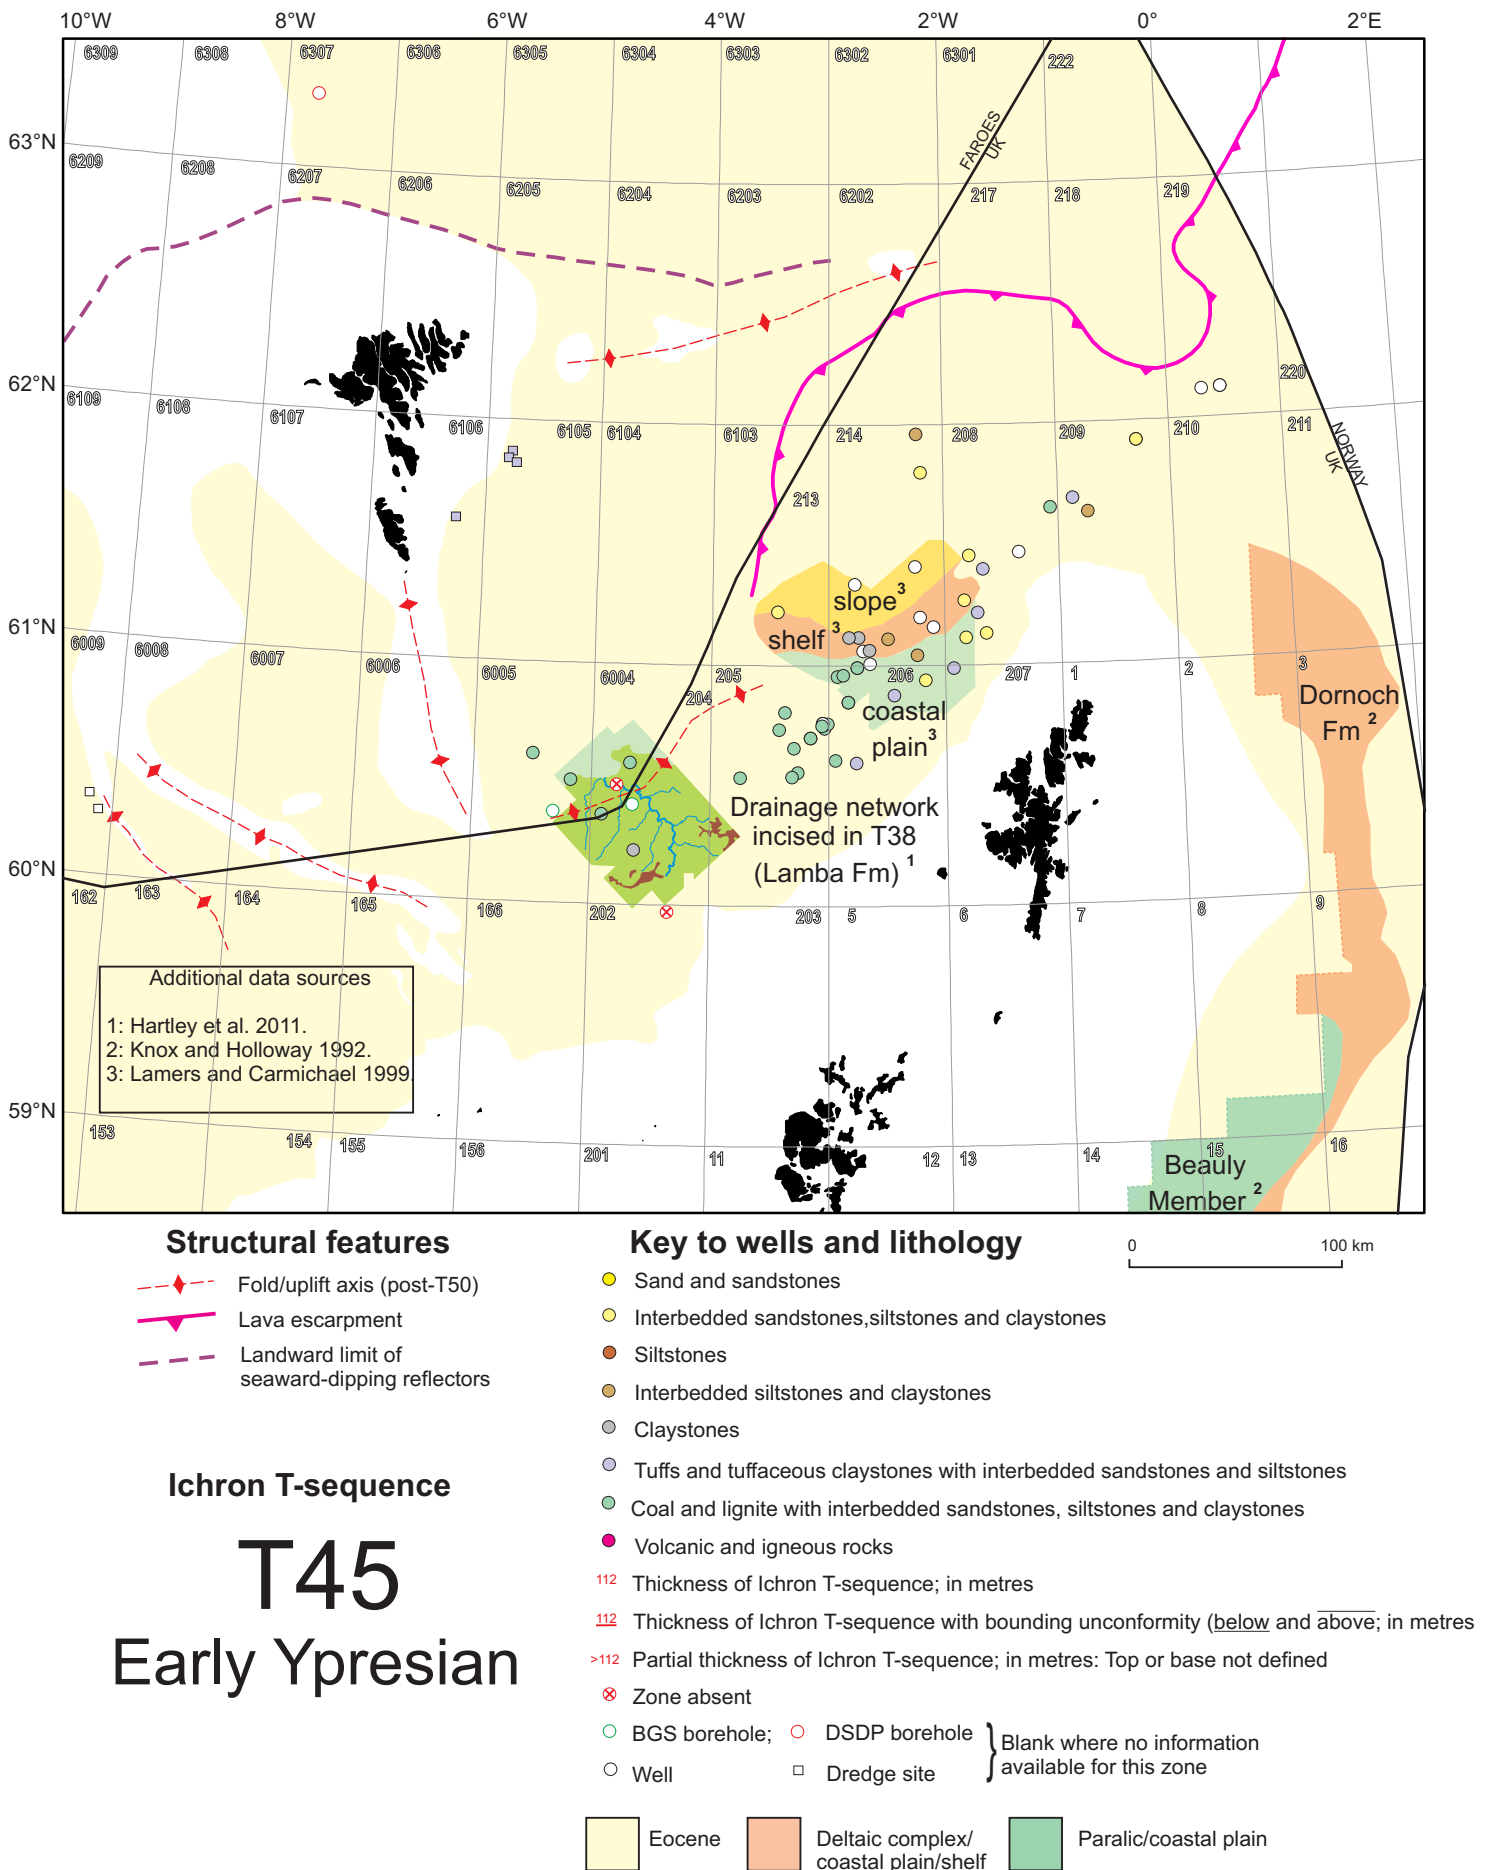 10°W 8°W 6°W 4°W 2°W 0° 2°E
6309 6308 6307 6306 6305 6304 6303 6302 6301 222
FAROES
UK
63°N
6209 6208 6207 6206 6205 6204 6203 6202 217 218 219
62°N
220
6109 6108 6107 6106 6105 6104 6103 214 208 209 210 211
NORWAY
UK
213
slope 3
61°N
shelf 3
6009 6008 6007 6006 6005 6004 205 206 207 1 2 3
204
Dornoch
Fm 2
coastal
plain 3
Drainage network
incised in T38
(Lamba Fm) 1
60°N
162 163 164 165 166 202 203 5 6 7 8 9
Additional data sources
1: Hartley et al. 2011.
2: Knox and Holloway 1992.
3: Lamers and Carmichael 1999.
59°N
153 154 155 156 201 11 12 13 14 15 16
Beauly
Member 2
Structural features
Fold/uplift axis (post-T50)
Lava escarpment
Landward limit of
seaward-dipping reflectors
Ichron T-sequence
T45
Early Ypresian
Key to wells and lithology
0 100 km
Sand and sandstones
Interbedded sandstones,siltstones and claystones
Siltstones
Interbedded siltstones and claystones
Claystones
Tuffs and tuffaceous claystones with interbedded sandstones and siltstones
Coal and lignite with interbedded sandstones, siltstones and claystones
Volcanic and igneous rocks
112 Thickness of Ichron T-sequence; in metres
112 Thickness of Ichron T-sequence with bounding unconformity (below and above; in metres
>112 Partial thickness of Ichron T-sequence; in metres: Top or base not defined
Zone absent
BGS borehole; DSDP borehole
Well Dredge site
Blank where no information
available for this zone
Eocene
Deltaic complex/
coastal plain/shelf
Paralic/coastal plain